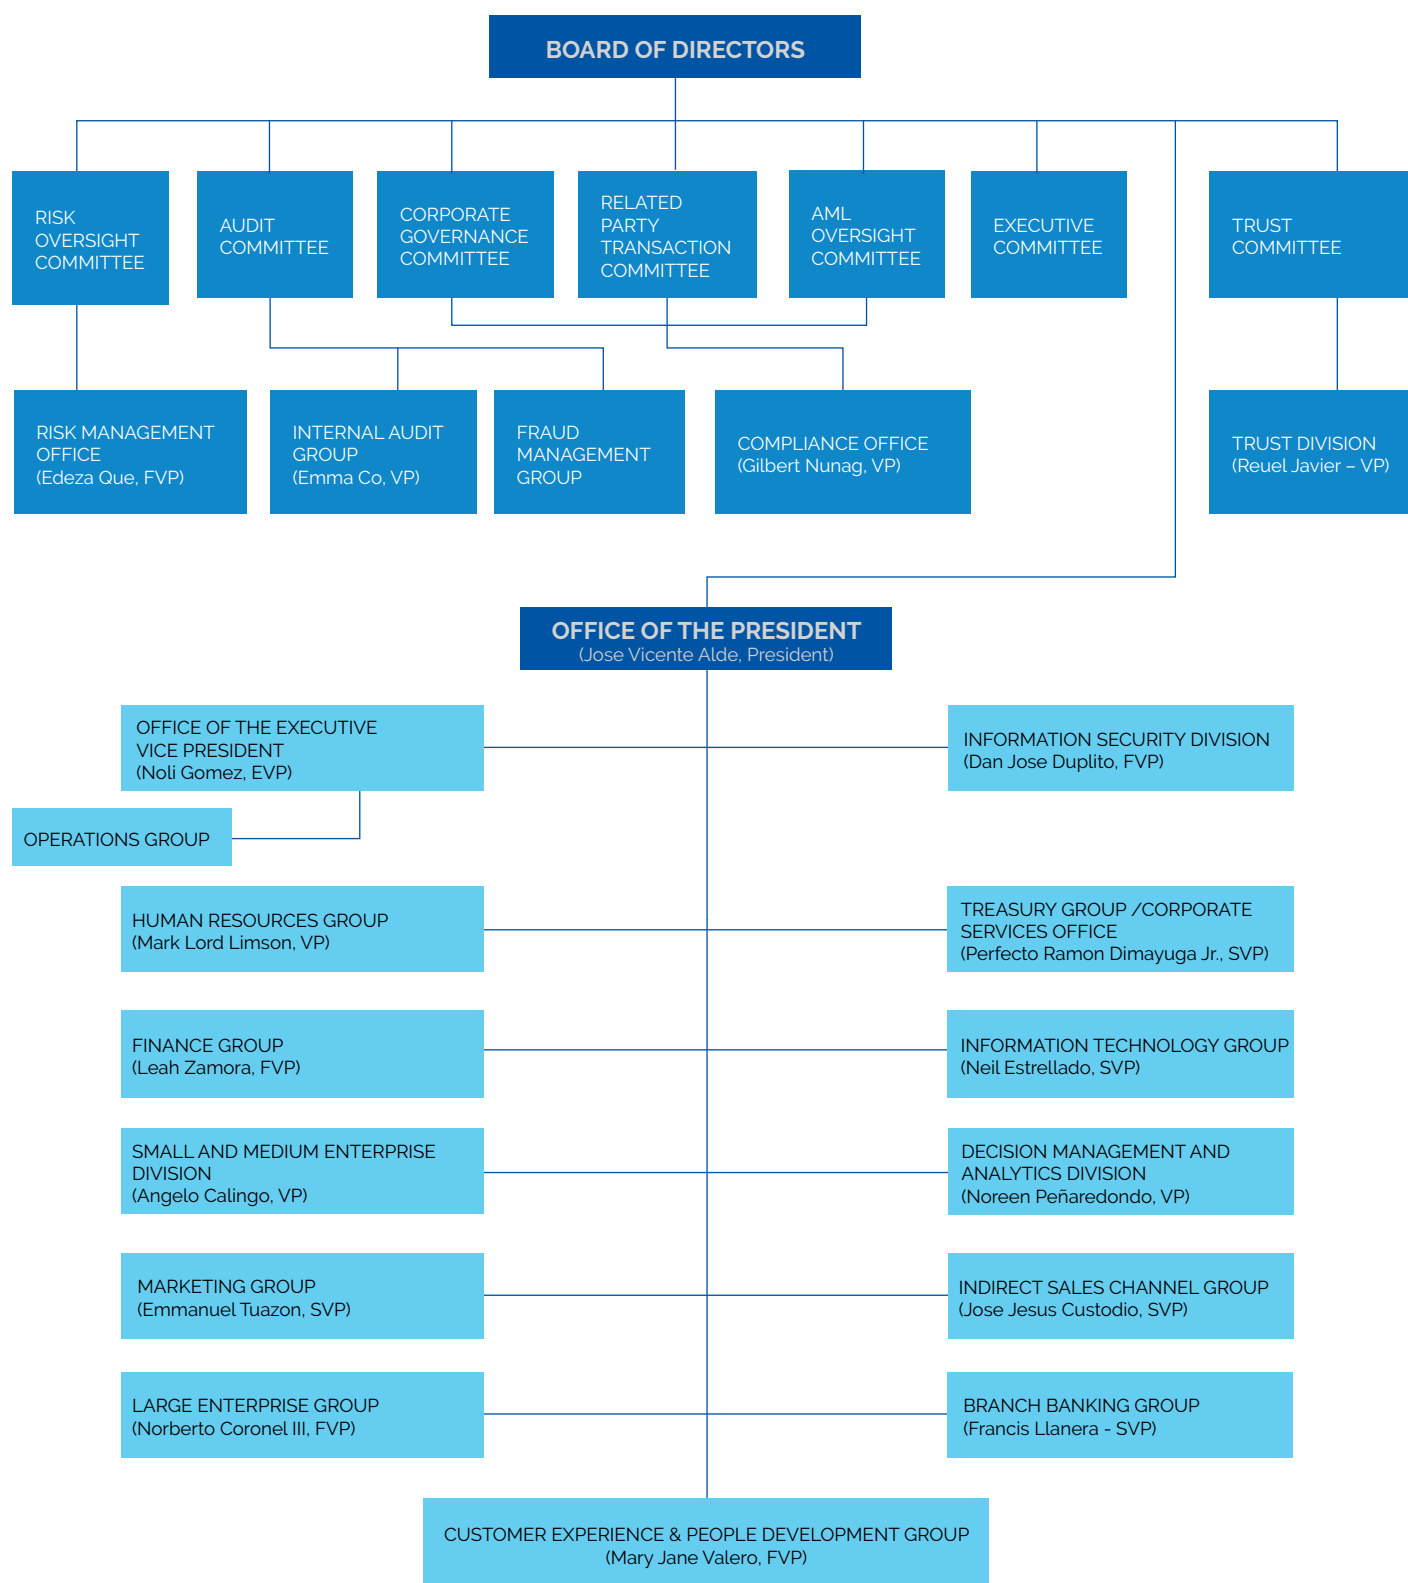 BOARD OF DIRECTORS
RISK
OVERSIGHT
COMMITTEE
AUDIT
COMMITTEE
CORPORATE
GOVERNANCE
COMMITTEE
RELATED
PARTY
TRANSACTION
COMMITTEE
AML
OVERSIGHT
COMMITTEE
EXECUTIVE
COMMITTEE
TRUST
COMMITTEE
RISK MANAGEMENT
OFFICE
(Edeza Que, FVP)
INTERNAL AUDIT
GROUP
(Emma Co, VP)
FRAUD
MANAGEMENT
GROUP
COMPLIANCE OFFICE
(Gilbert Nunag, VP)
TRUST DIVISION
(Reuel Javier – VP)
OFFICE OF THE PRESIDENT
(Jose Vicente Alde, President)
OFFICE OF THE EXECUTIVE
VICE PRESIDENT
(Noli Gomez, EVP)
INFORMATION SECURITY DIVISION
(Dan Jose Duplito, FVP)
OPERATIONS GROUP
HUMAN RESOURCES GROUP
(Mark Lord Limson, VP)
TREASURY GROUP /CORPORATE
SERVICES OFFICE
(Perfecto Ramon Dimayuga Jr., SVP)
FINANCE GROUP
(Leah Zamora, FVP)
INFORMATION TECHNOLOGY GROUP
(Neil Estrellado, SVP)
SMALL AND MEDIUM ENTERPRISE
DIVISION
(Angelo Calingo, VP)
DECISION MANAGEMENT AND
ANALYTICS DIVISION
(Noreen Peñaredondo, VP)
MARKETING GROUP
(Emmanuel Tuazon, SVP)
INDIRECT SALES CHANNEL GROUP
(Jose Jesus Custodio, SVP)
LARGE ENTERPRISE GROUP
(Norberto Coronel III, FVP)
BRANCH BANKING GROUP
(Francis Llanera - SVP)
CUSTOMER EXPERIENCE & PEOPLE DEVELOPMENT GROUP
(Mary Jane Valero, FVP)